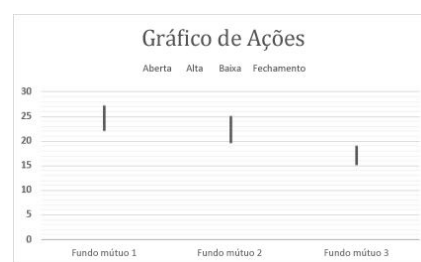 Gráfico de Ações
Aberta Alta Baixa Fechamento
30
25
20
15
10
5
0
Fundo mútuo 1 Fundo mútuo 2 Fundo mútuo 3